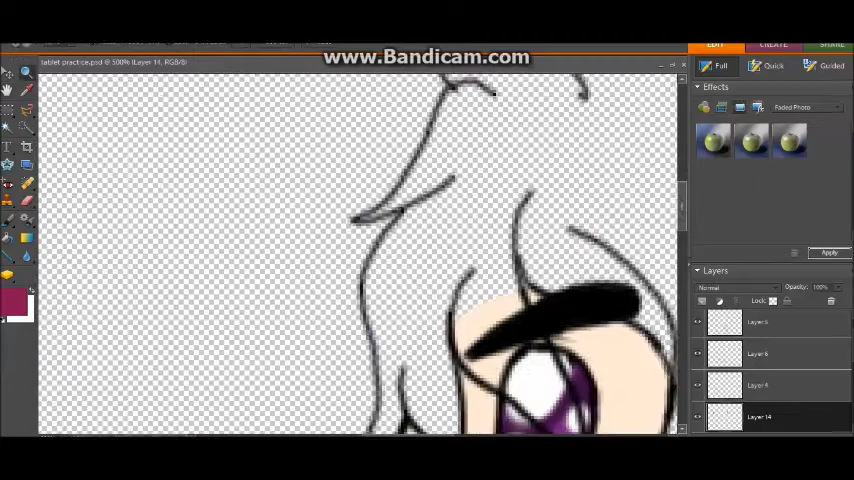 EDIT CREATE SHARE
www.Bandicam.com
tablet practice.psd @ 500% (Layer 14, RGB/8)
Full Quick Guided
Effects
Faded Photo
Apply
Layers
Normal Opacity: 100%
Lock:
Layer 5
Layer 6
Layer 4
Layer 14